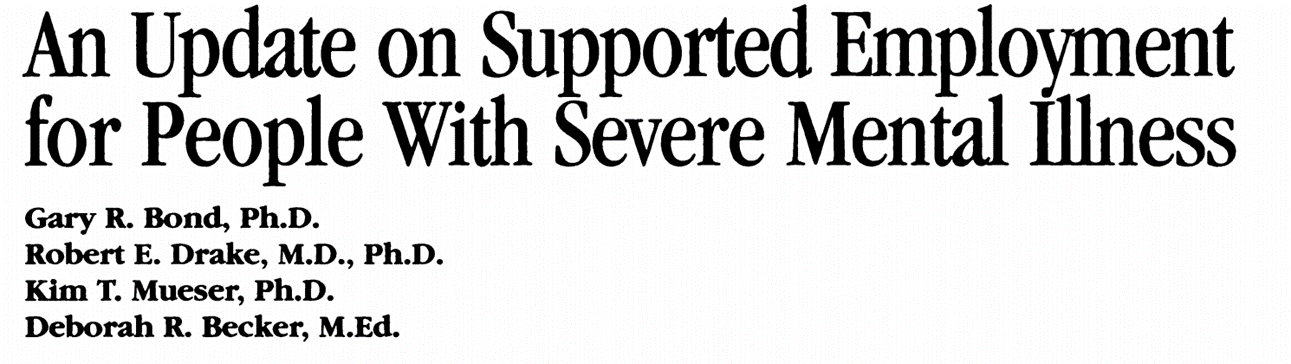 An Update on Supported Employment
for People With Severe Mental Illness
Gary R. Bond, Ph.D.
Robert E. Drake, M.D., Ph.D.
Kim T. Mueser, Ph.D.
Deborah R. Becker, M.Ed.